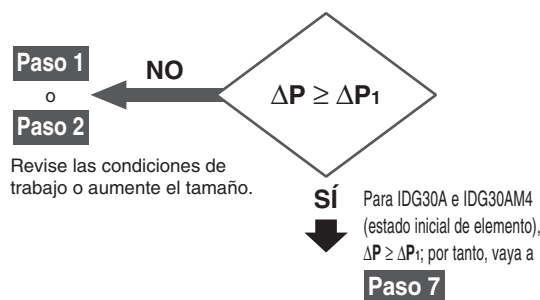 Paso 1
o
Paso 2
NO
ΔP ≥ ΔP1
Revise las condiciones de
trabajo o aumente el tamaño.
SÍ
Para IDG30A e IDG30AM4
(estado inicial de elemento),
ΔP ≥ ΔP1; por tanto, vaya a
Paso 7